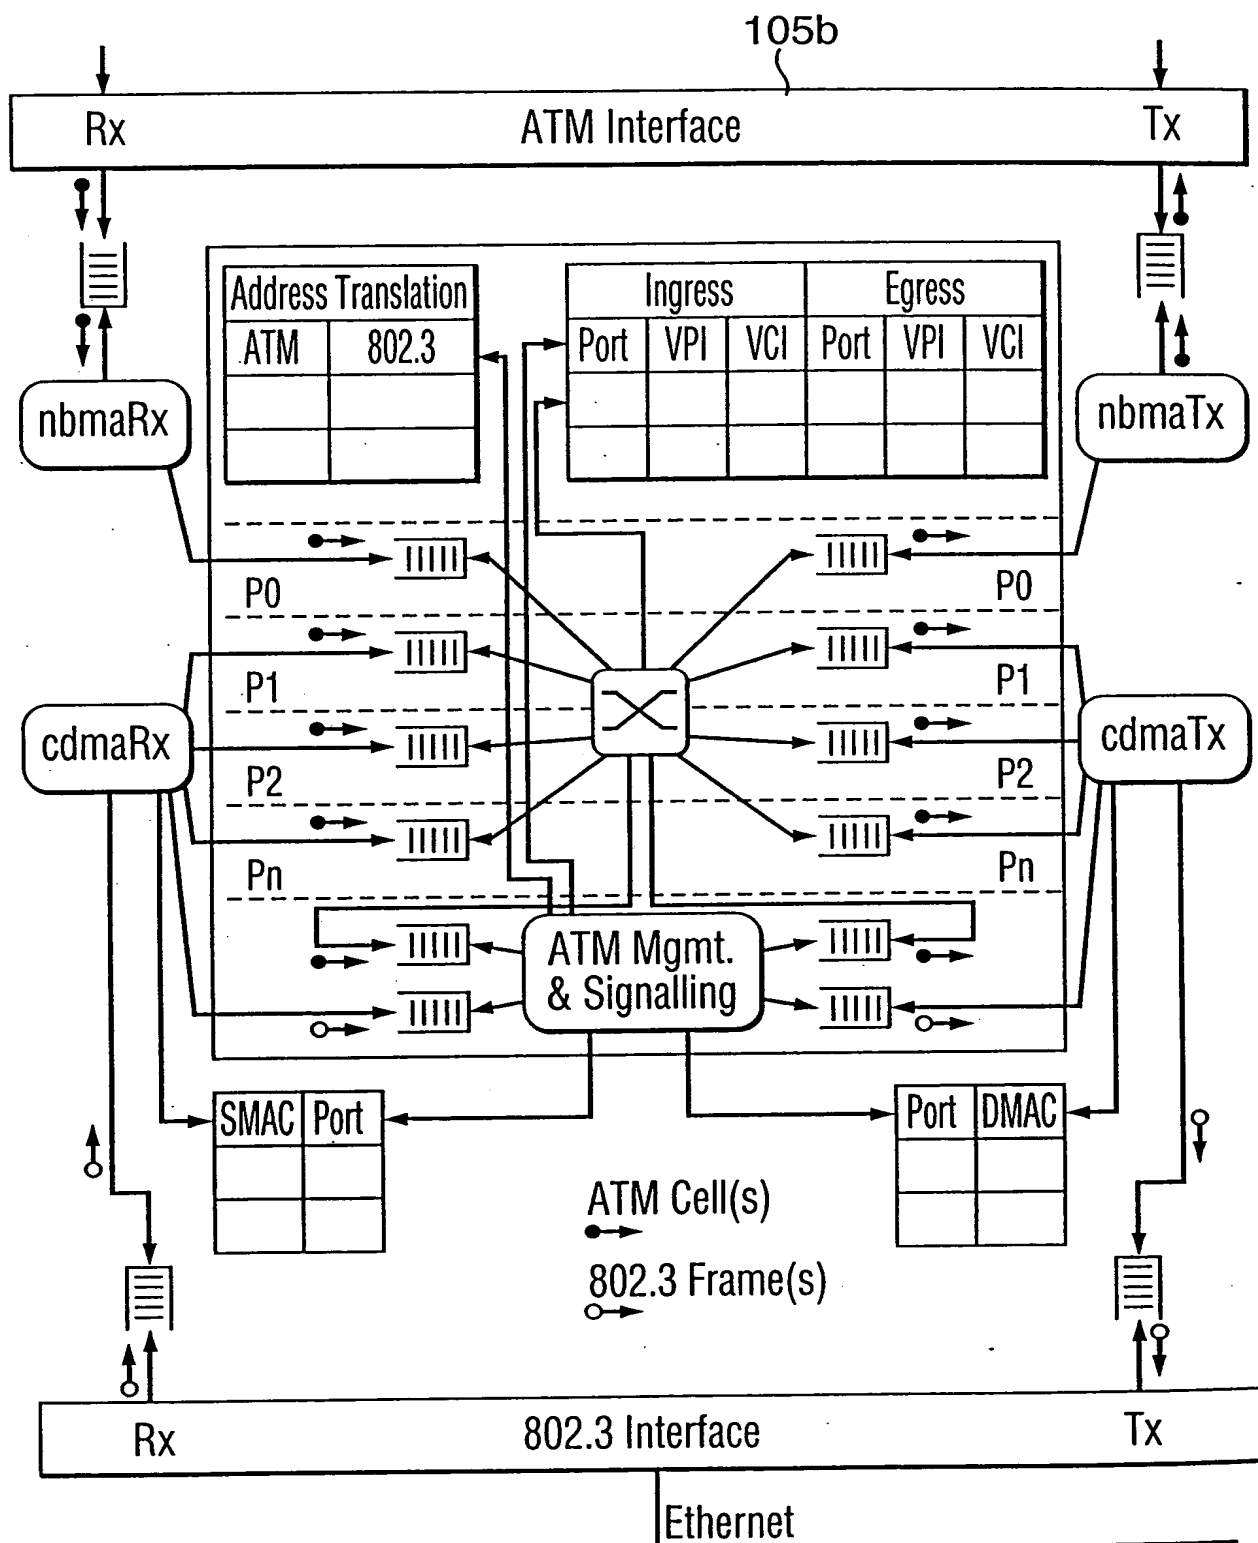 105b
Rx ATM Interface Tx
Address Translation
ATM 802.3
Ingress Egress
Port VPI VCI Port VPI VCI
nbmaRx
nbmaTx
P0 P0
P1 P1
cdmaRx
cdmaTx
P2 P2
Pn Pn
ATM Mgmt.
& Signalling
SMAC Port
Port DMAC
ATM Cell(s)
802.3 Frame(s)
Rx 802.3 Interface Tx
Ethernet